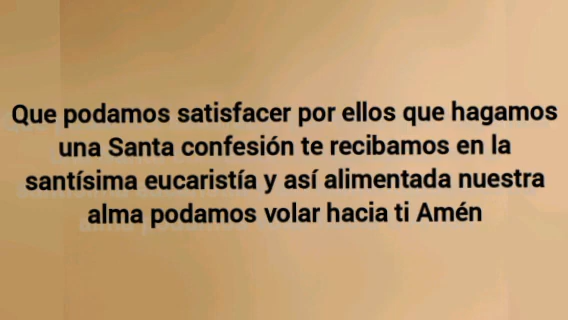 Que podamos satisfacer por ellos que hagamos
una Santa confesión te recibamos en la
santísima eucaristía y así alimentada nuestra
alma podamos volar hacia ti Amén